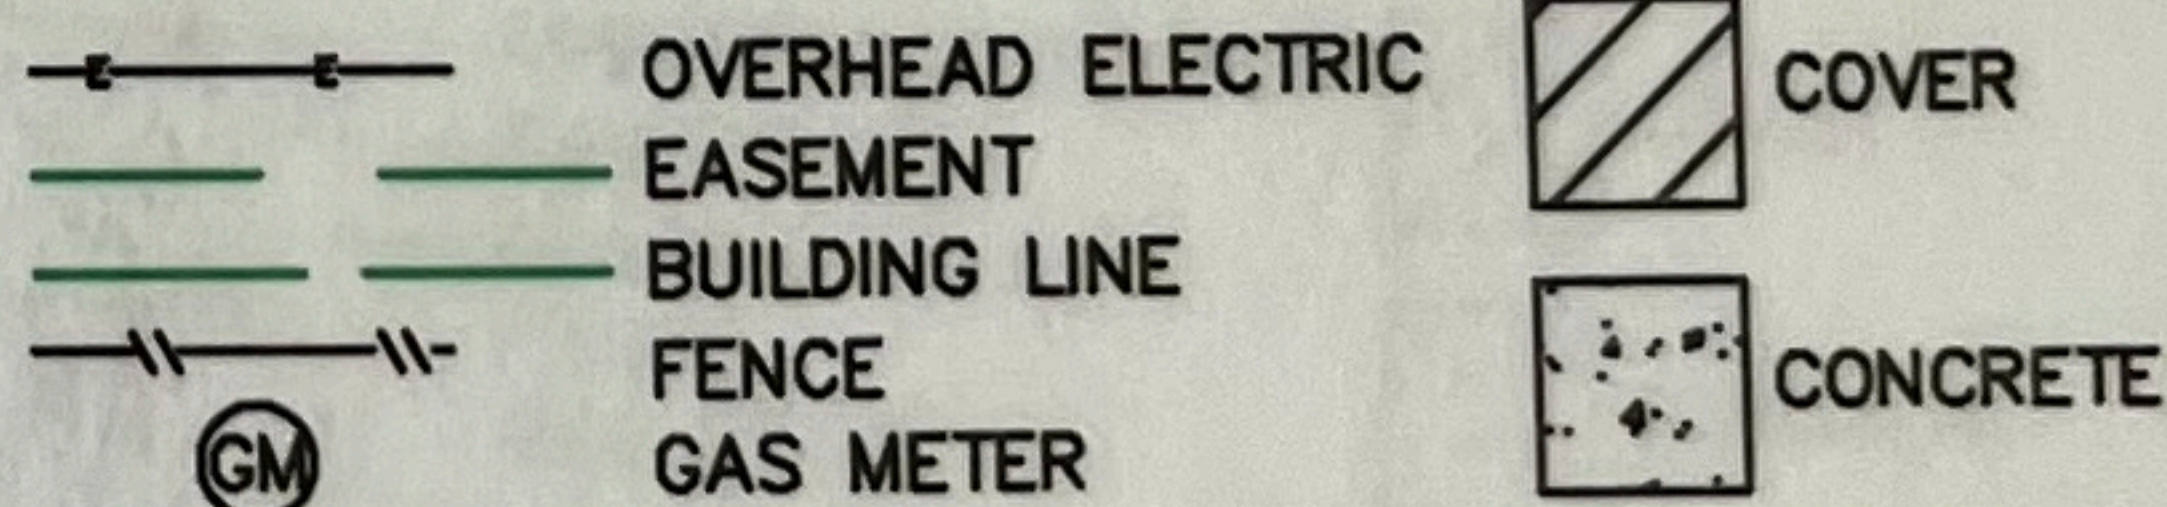 E E OVERHEAD ELECTRIC
EASEMENT
BUILDING LINE
FENCE
GM GAS METER
COVER
CONCRETE